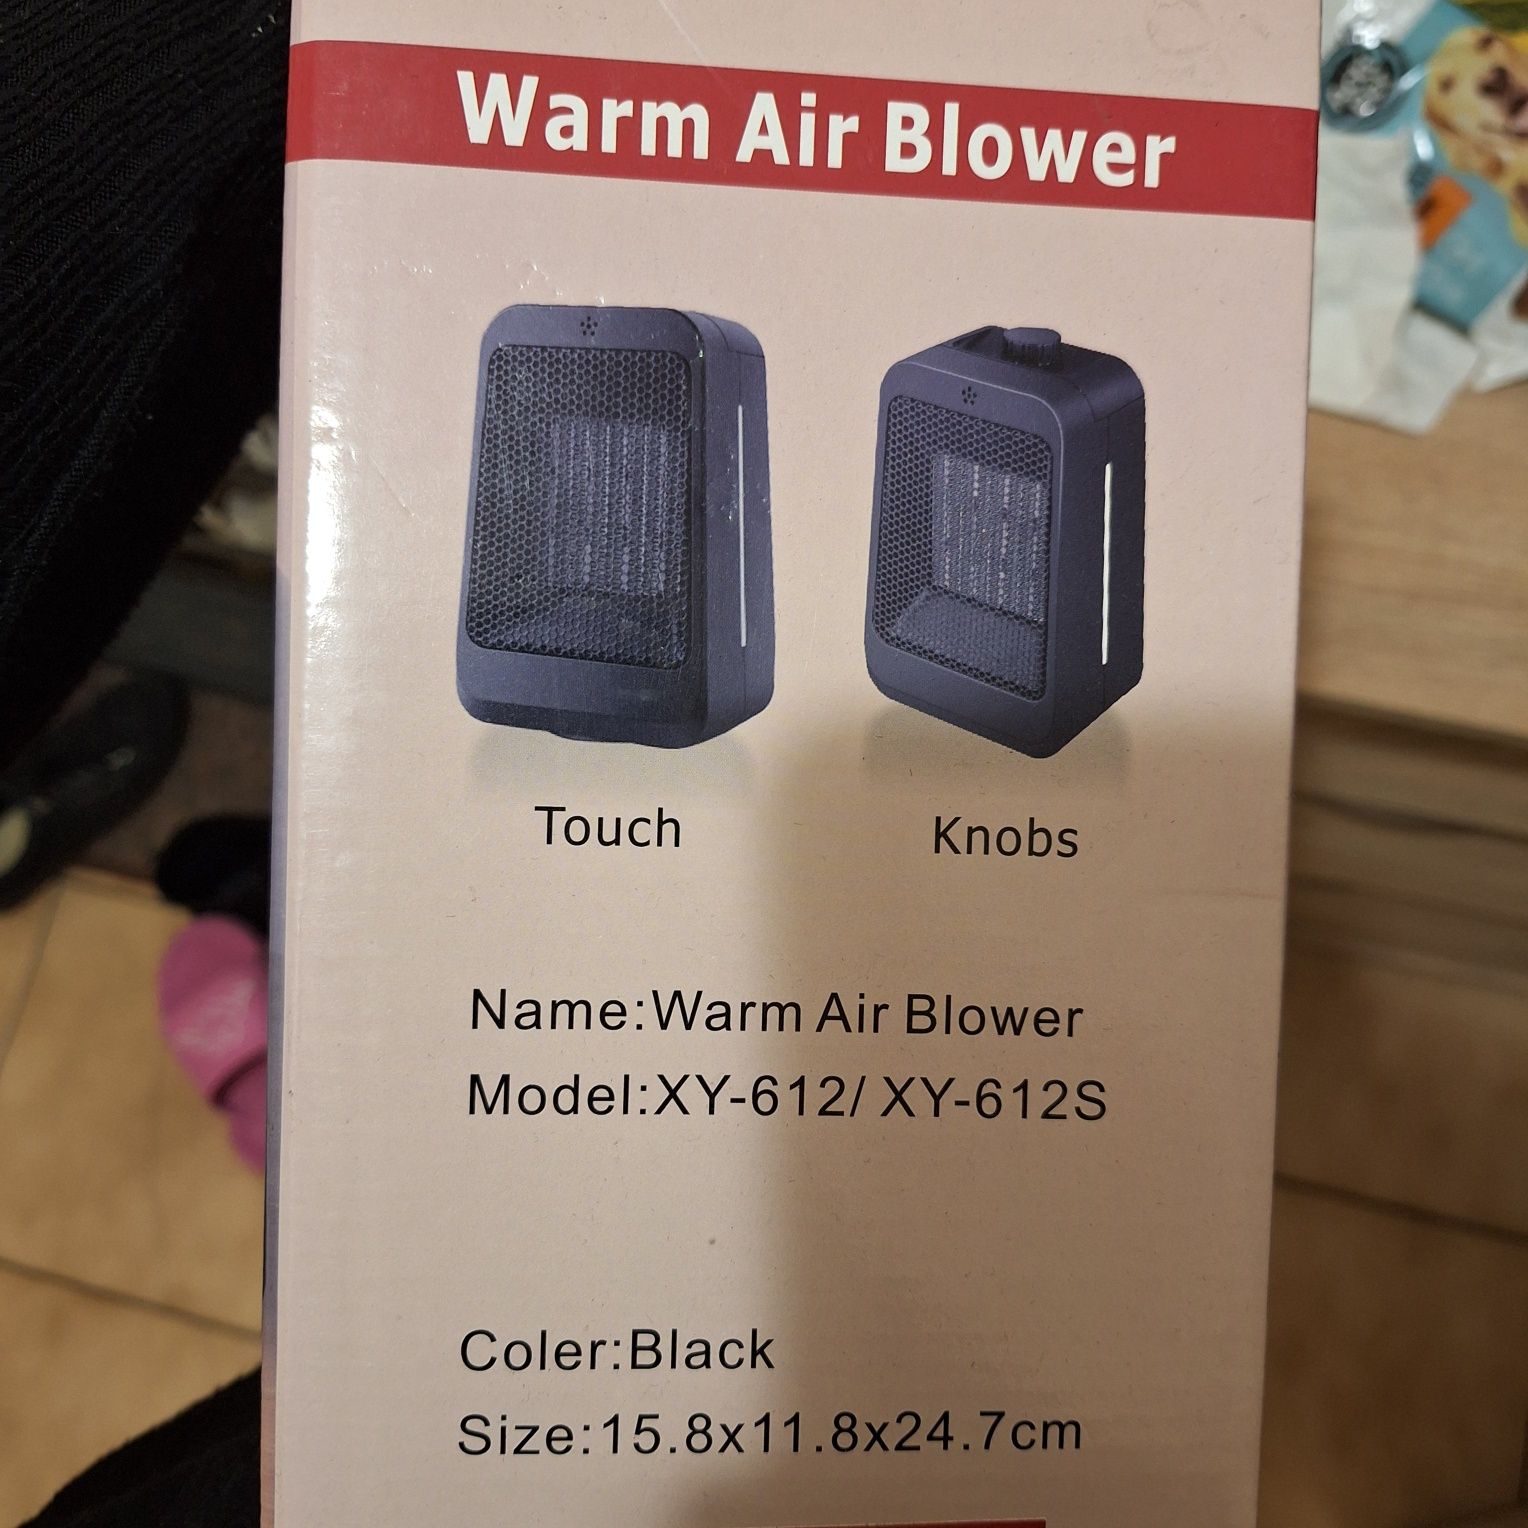 Warm Air Blower
Touch
Knobs
Name:Warm Air Blower
Model:XY-612/ XY-612S
Coler:Black
Size:15.8x11.8x24.7cm